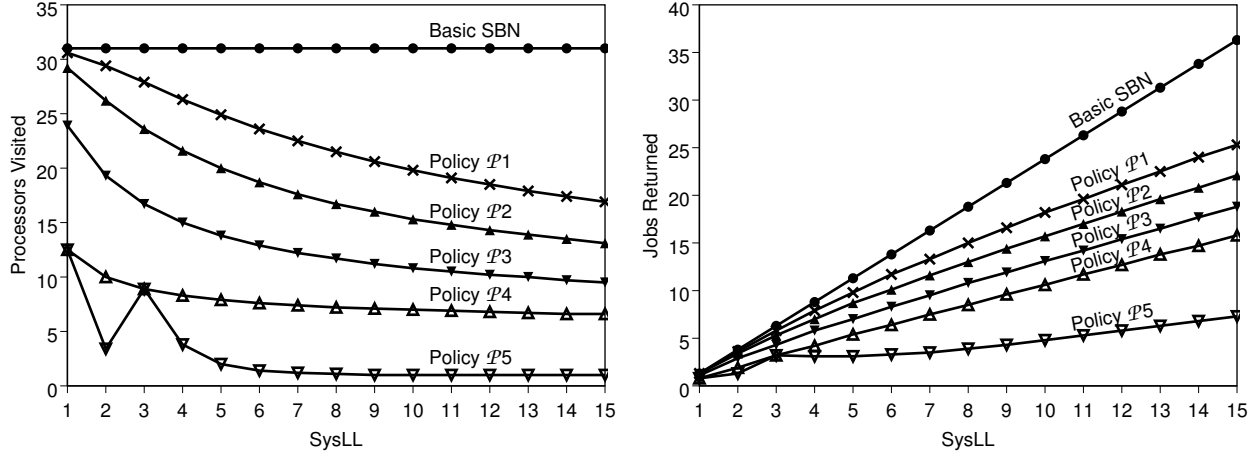 35
30
25
20
15
10
5
0
Processors Visited
Basic SBN
Policy 𝒫1
Policy 𝒫2
Policy 𝒫3
Policy 𝒫4
Policy 𝒫5
1 2 3 4 5 6 7 8 9 10 11 12 13 14 15
SysLL
40
35
30
25
20
15
10
5
0
Jobs Returned
Basic SBN
Policy 𝒫1
Policy 𝒫2
Policy 𝒫3
Policy 𝒫4
Policy 𝒫5
1 2 3 4 5 6 7 8 9 10 11 12 13 14 15
SysLL